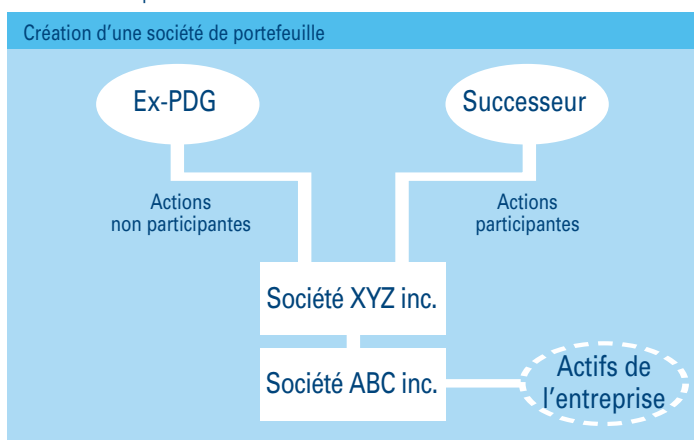 Création d'une société de portefeuille
Ex-PDG
Successeur
Actions
non participantes
Actions
participantes
Société XYZ inc.
Société ABC inc.
Actifs de
l'entreprise